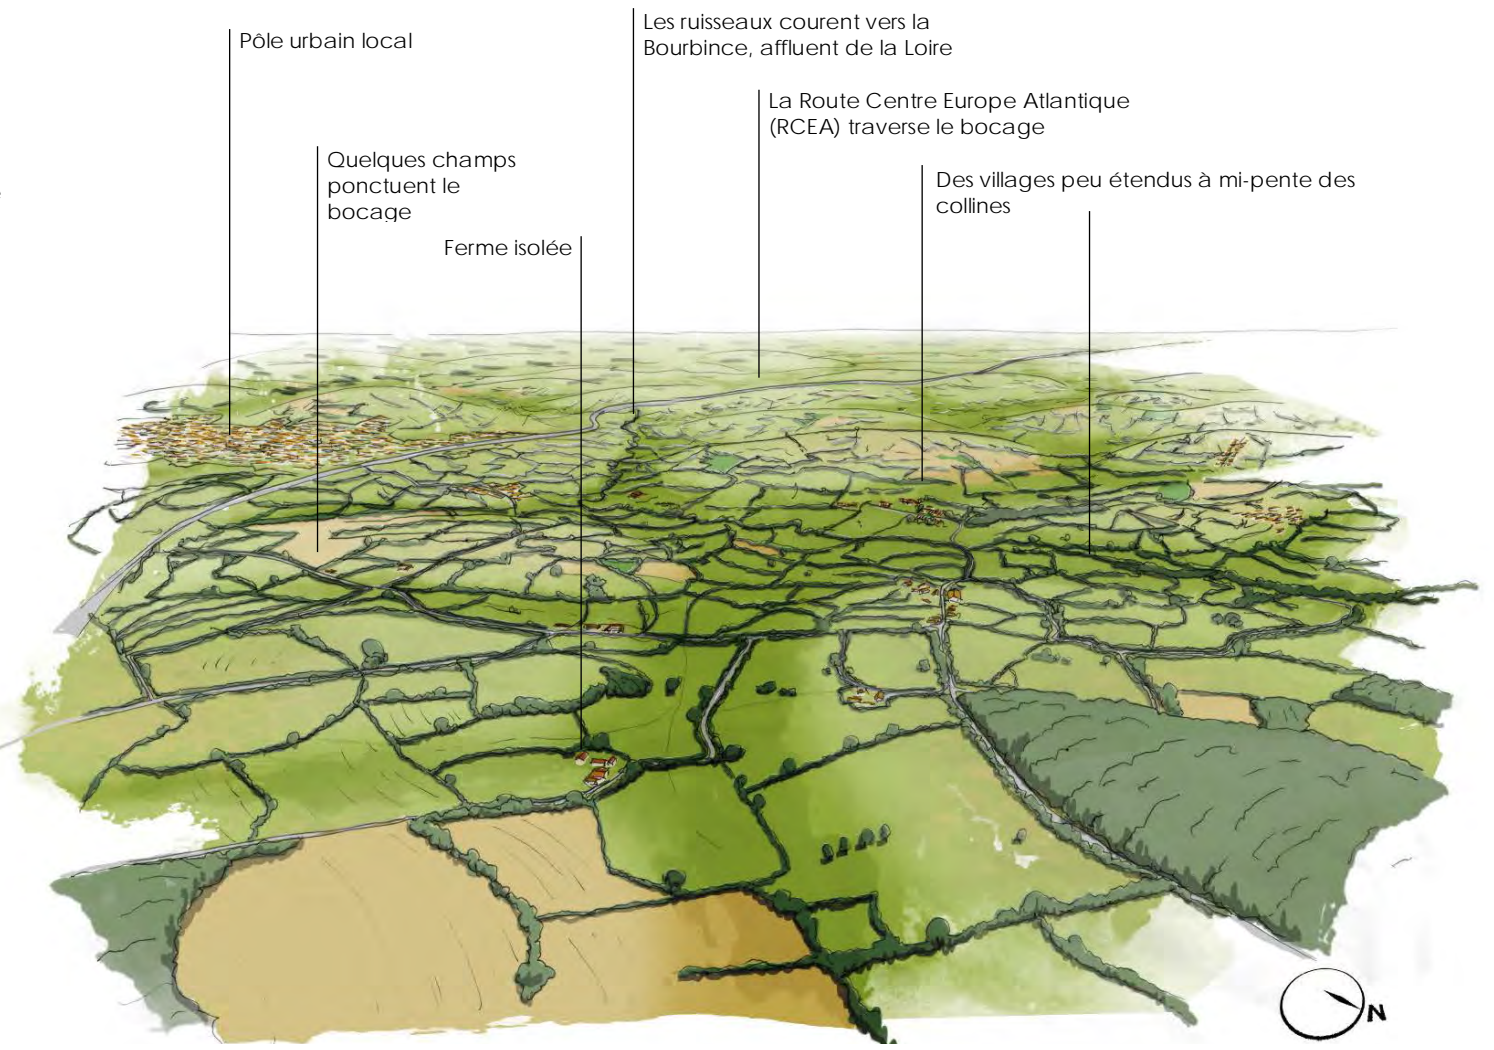 Les ruisseaux courent vers la
Bourbince, affluent de la Loire
Pôle urbain local
La Route Centre Europe Atlantique
(RCEA) traverse le bocage
Quelques champs
ponctuent le
bocage
Des villages peu étendus à mi-pente des
collines
Ferme isolée
N